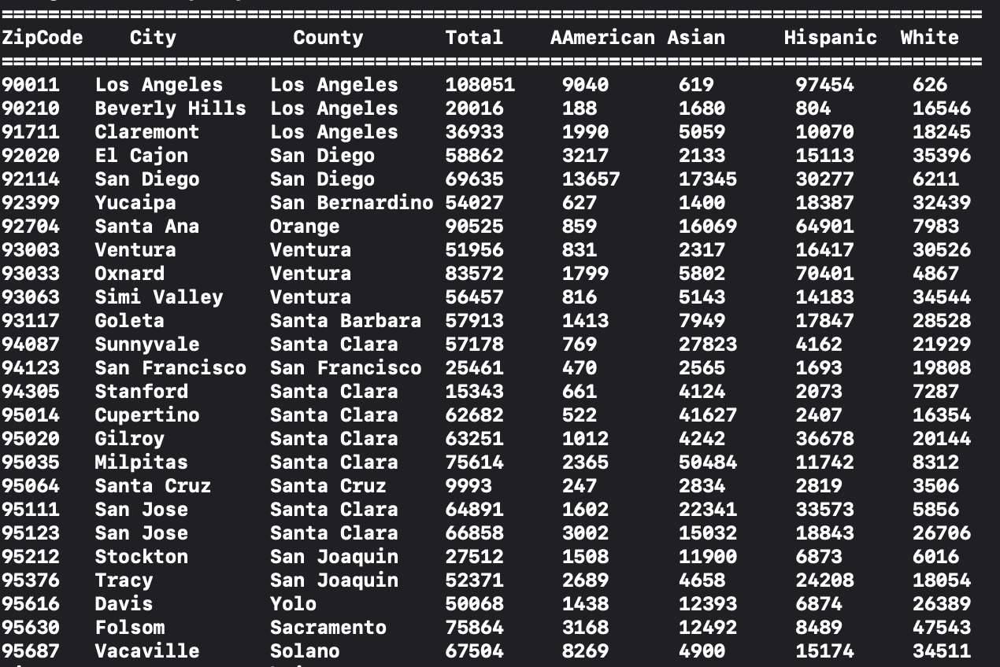 ====================================================================================
ZipCode    City          County       Total    AAmerican Asian     Hispanic  White
====================================================================================
90011   Los Angeles    Los Angeles    108051    9040      619       97454     626
90210   Beverly Hills  Los Angeles    20016     188       1680      804       16546
91711   Claremont      Los Angeles    36933     1990      5059      10070     18245
92020   El Cajon       San Diego      58862     3217      2133      15113     35396
92114   San Diego      San Diego      69635     13657     17345     30277     6211
92399   Yucaipa        San Bernardino 54027     627       1400      18387     32439
92704   Santa Ana      Orange         90525     859       16069     64901     7983
93003   Ventura        Ventura        51956     831       2317      16417     30526
93033   Oxnard         Ventura        83572     1799      5802      70401     4867
93063   Simi Valley    Ventura        56457     816       5143      14183     34544
93117   Goleta         Santa Barbara  57913     1413      7949      17847     28528
94087   Sunnyvale      Santa Clara    57178     769       27823     4162      21929
94123   San Francisco  San Francisco  25461     470       2565      1693      19808
94305   Stanford       Santa Clara    15343     661       4124      2073      7287
95014   Cupertino      Santa Clara    62682     522       41627     2407      16354
95020   Gilroy         Santa Clara    63251     1012      4242      36678     20144
95035   Milpitas       Santa Clara    75614     2365      50484     11742     8312
95064   Santa Cruz     Santa Cruz     9993      247       2834      2819      3506
95111   San Jose       Santa Clara    64891     1602      22341     33573     5856
95123   San Jose       Santa Clara    66858     3002      15032     18843     26706
95212   Stockton       San Joaquin    27512     1508      11900     6873      6016
95376   Tracy          San Joaquin    52371     2689      4658      24208     18054
95616   Davis          Yolo           50068     1438      12393     6874      26389
95630   Folsom         Sacramento     75864     3168      12492     8489      47543
95687   Vacaville      Solano         67504     8269      4900      15174     34511